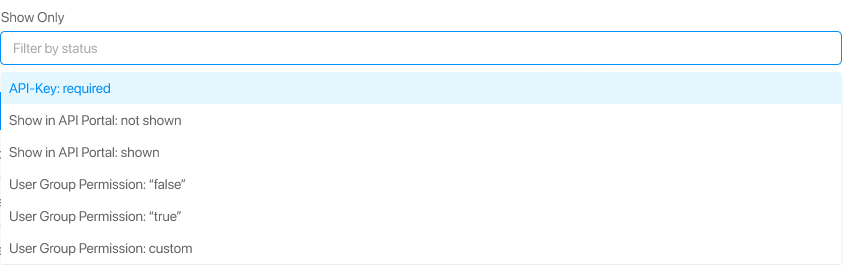 Show Only
Filter by status
API-Key: required
Show in API Portal: not shown
Show in API Portal: shown
User Group Permission: “false”
User Group Permission: “true”
User Group Permission: custom